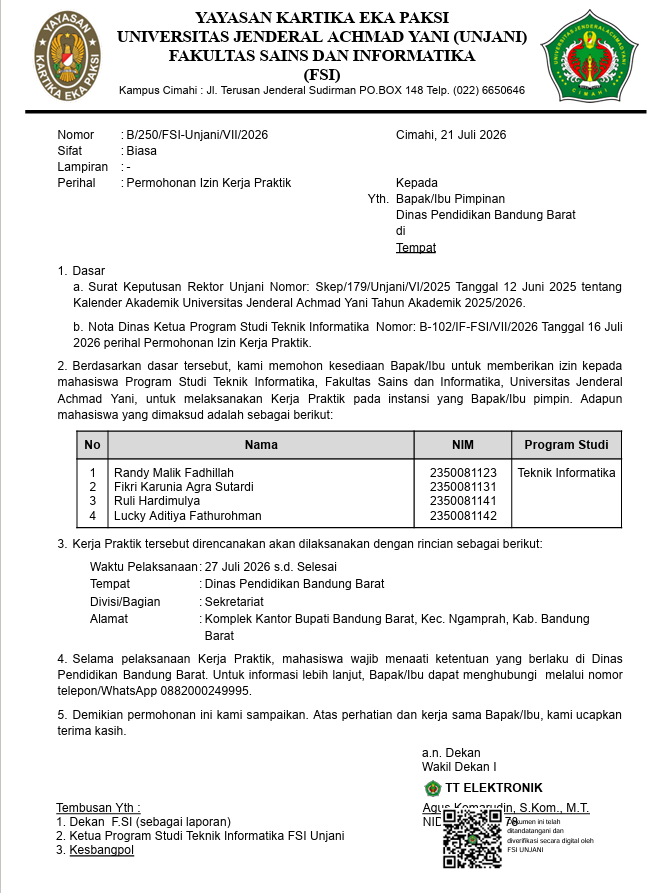 YAYASAN KARTIKA EKA PAKSI
UNIVERSITAS JENDERAL ACHMAD YANI (UNJANI)
FAKULTAS SAINS DAN INFORMATIKA
(FSI)
Kampus Cimahi : Jl. Terusan Jenderal Sudirman PO.BOX 148 Telp. (022) 6650646
YAYASAN
KARTIKA EKA PAKSI
UNIVERSITAS JENDERAL ACHMAD YANI
CIMAHI
Nomor : B/250/FSI-Unjani/VII/2026
Cimahi, 21 Juli 2026
Sifat : Biasa
Lampiran : -
Perihal : Permohonan Izin Kerja Praktik
Kepada
Yth. Bapak/Ibu Pimpinan
Dinas Pendidikan Bandung Barat
di
Tempat
1. Dasar
a. Surat Keputusan Rektor Unjani Nomor: Skep/179/Unjani/VI/2025 Tanggal 12 Juni 2025 tentang
Kalender Akademik Universitas Jenderal Achmad Yani Tahun Akademik 2025/2026.
b. Nota Dinas Ketua Program Studi Teknik Informatika Nomor: B-102/IF-FSI/VII/2026 Tanggal 16 Juli
2026 perihal Permohonan Izin Kerja Praktik.
2. Berdasarkan dasar tersebut, kami memohon kesediaan Bapak/Ibu untuk memberikan izin kepada
mahasiswa Program Studi Teknik Informatika, Fakultas Sains dan Informatika, Universitas Jenderal
Achmad Yani, untuk melaksanakan Kerja Praktik pada instansi yang Bapak/Ibu pimpin. Adapun
mahasiswa yang dimaksud adalah sebagai berikut:
No Nama NIM Program Studi
1 Randy Malik Fadhillah 2350081123 Teknik Informatika
2 Fikri Karunia Agra Sutardi 2350081131
3 Ruli Hardimulya 2350081141
4 Lucky Aditiya Fathurohman 2350081142
3. Kerja Praktik tersebut direncanakan akan dilaksanakan dengan rincian sebagai berikut:
Waktu Pelaksanaan : 27 Juli 2026 s.d. Selesai
Tempat : Dinas Pendidikan Bandung Barat
Divisi/Bagian : Sekretariat
Alamat : Komplek Kantor Bupati Bandung Barat, Kec. Ngamprah, Kab. Bandung
Barat
4. Selama pelaksanaan Kerja Praktik, mahasiswa wajib menaati ketentuan yang berlaku di Dinas
Pendidikan Bandung Barat. Untuk informasi lebih lanjut, Bapak/Ibu dapat menghubungi melalui nomor
telepon/WhatsApp 0882000249995.
5. Demikian permohonan ini kami sampaikan. Atas perhatian dan kerja sama Bapak/Ibu, kami ucapkan
terima kasih.
a.n. Dekan
Wakil Dekan I
TT ELEKTRONIK
Agus Komarudin, S.Kom., M.T.
78
Tembusan Yth :
1. Dekan F.SI (sebagai laporan)
2. Ketua Program Studi Teknik Informatika FSI Unjani
3. Kesbangpol
Dokumen ini telah
ditandatangani dan
diverifikasi secara digital oleh
FSI UNJANI